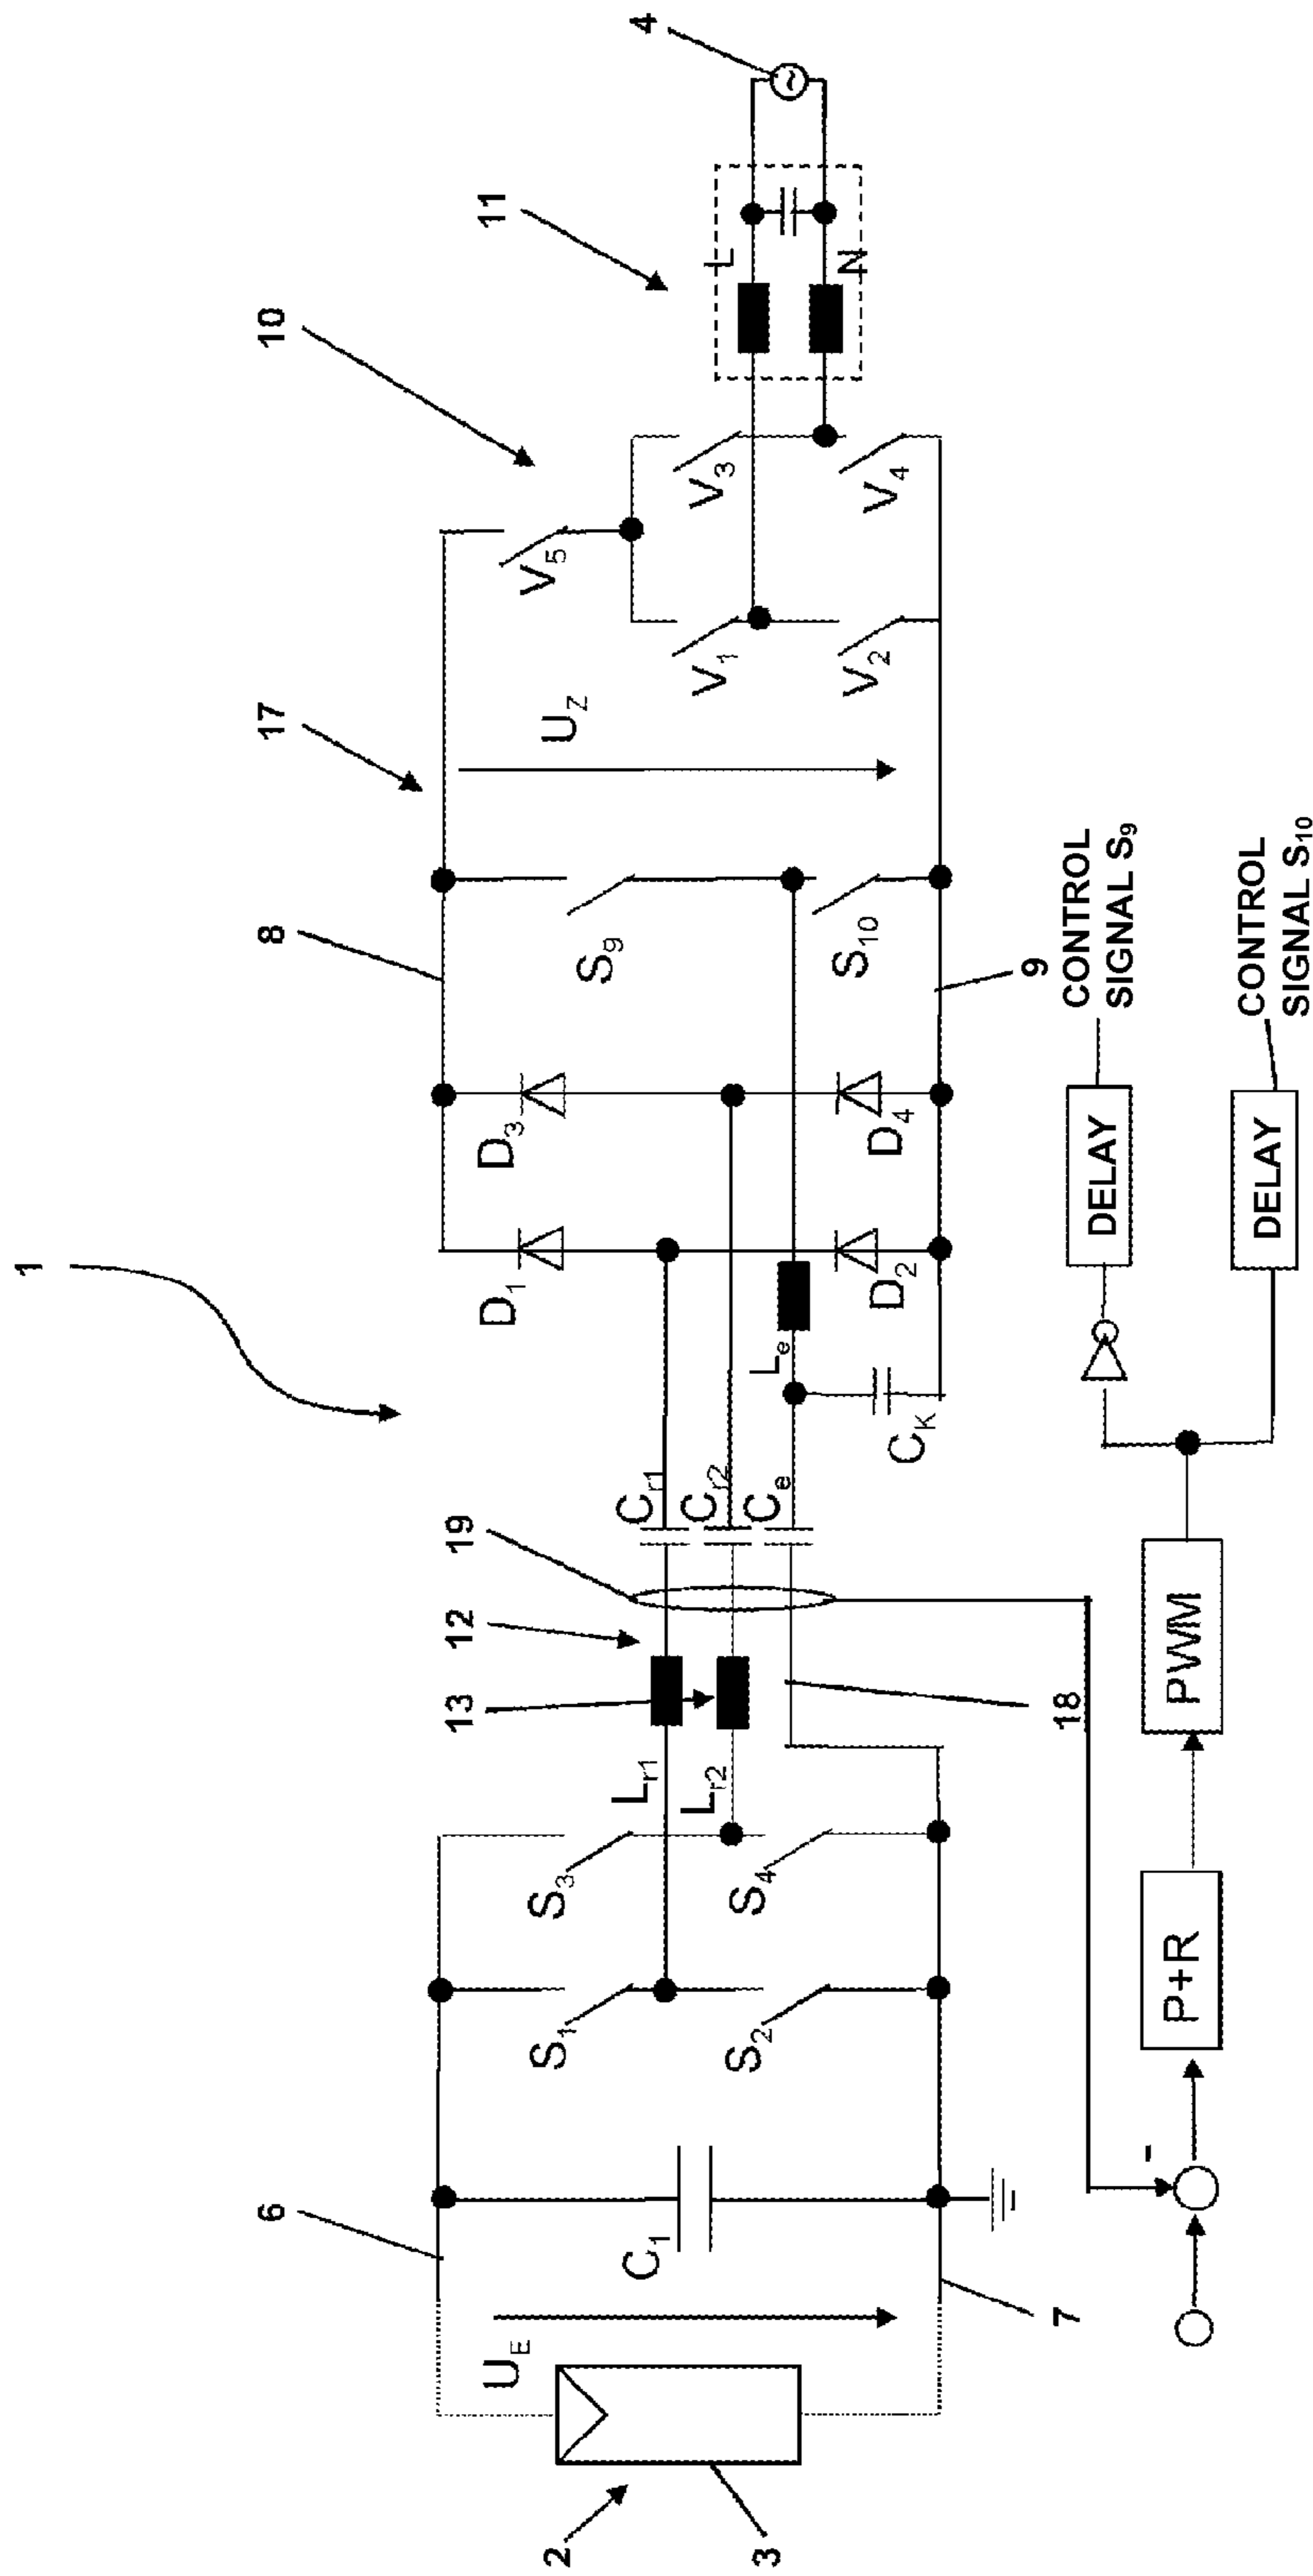 1
2
3
U_E
6
C_1
7
S_1
S_2
S_3
S_4
L_r1
L_r2
13
12
19
18
C_r1
C_r2
C_e
C_K
L_e
D_1
D_2
D_3
D_4
8
9
S_9
S_10
17
U_Z
V_1
V_2
V_5
V_3
V_4
10
11
L
N
4
~
-
P+R
PWM
DELAY
CONTROL
SIGNAL S_9
DELAY
CONTROL
SIGNAL S_10